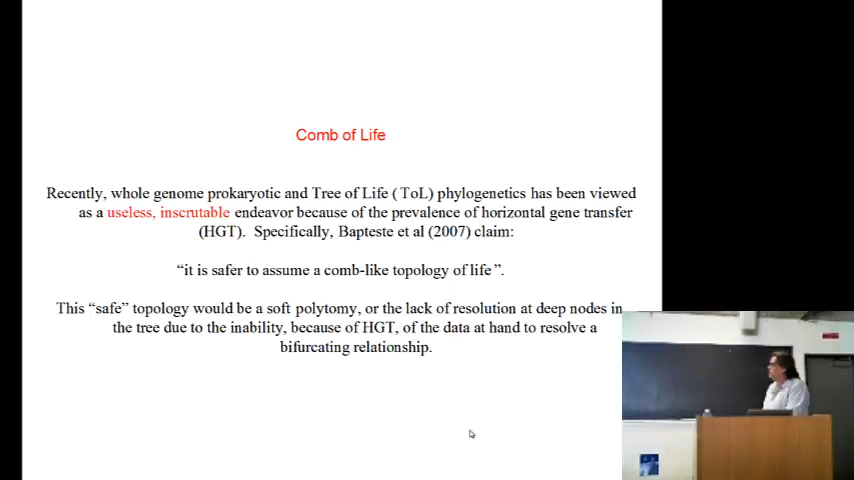 Comb of Life
Recently, whole genome prokaryotic and Tree of Life ( ToL) phylogenetics has been viewed
as a useless, inscrutable endeavor because of the prevalence of horizontal gene transfer
(HGT).  Specifically, Bapteste et al (2007) claim:
“it is safer to assume a comb-like topology of life ”.
This “safe” topology would be a soft polytomy, or the lack of resolution at deep nodes in
the tree due to the inability, because of HGT, of the data at hand to resolve a
bifurcating relationship.